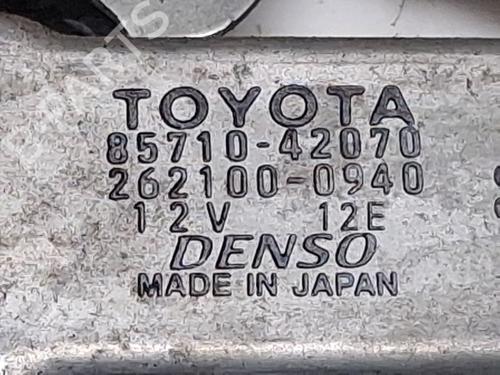 TOYOTA
85710-42070
262100-0940
12V 12E
DENSO
MADE IN JAPAN